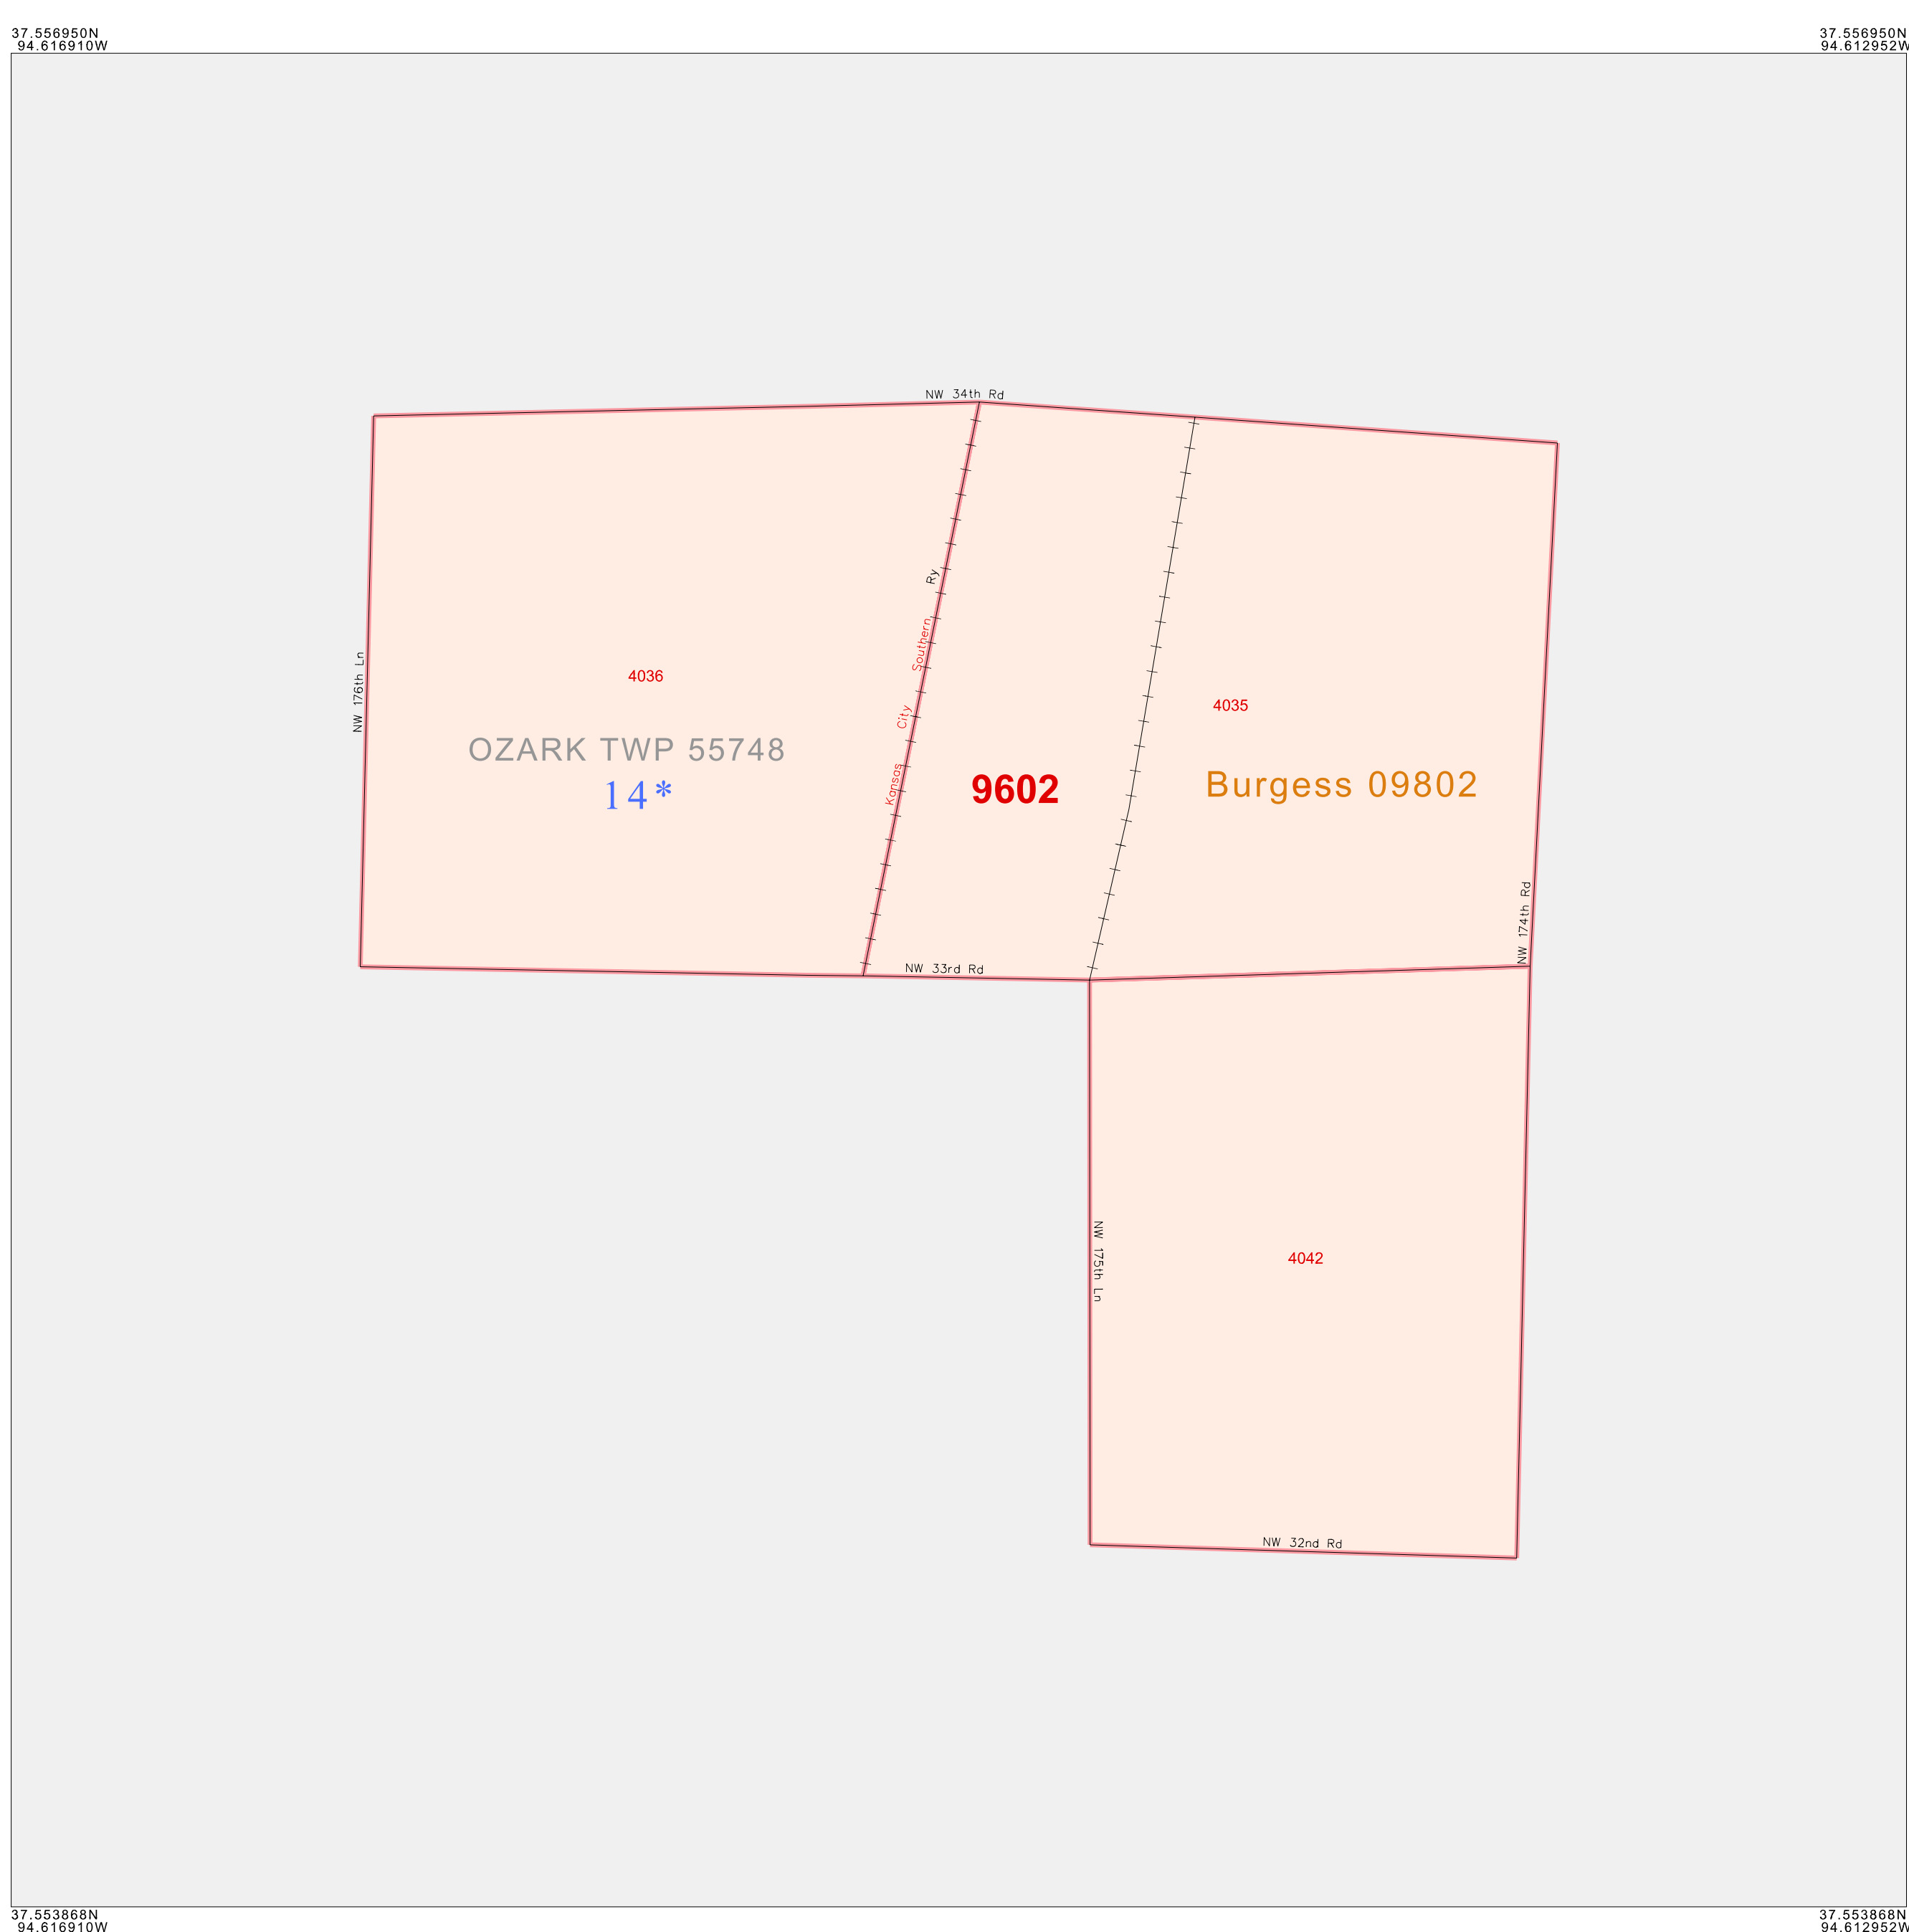 37.556950N
94.616910W
37.556950N
94.612952W
NW 34th Rd
Ry
Southern
City
Kansas
NW 176th Ln
4036
4035
OZARK TWP 55748
14*
9602
Burgess 09802
NW 174th Rd
NW 33rd Rd
NW 175th Ln
4042
NW 32nd Rd
37.553868N
94.616910W
37.553868N
94.612952W